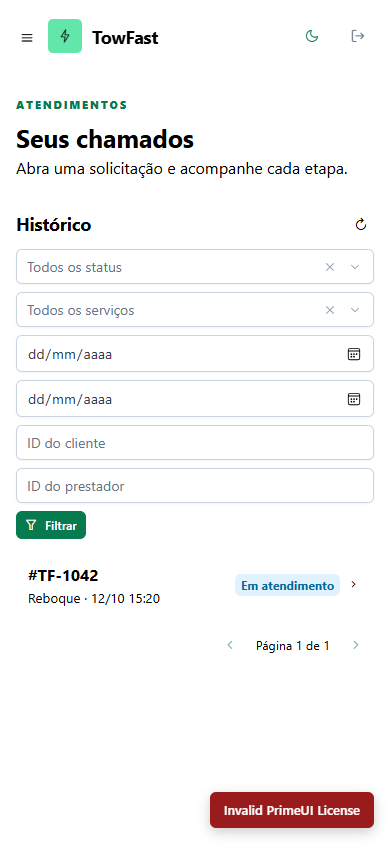 TowFast
ATENDIMENTOS
Seus chamados
Abra uma solicitação e acompanhe cada etapa.
Histórico
Todos os status
Todos os serviços
dd/mm/aaaa
dd/mm/aaaa
ID do cliente
ID do prestador
Filtrar
#TF-1042
Em atendimento
Reboque · 12/10 15:20
Página 1 de 1
Invalid PrimeUI License